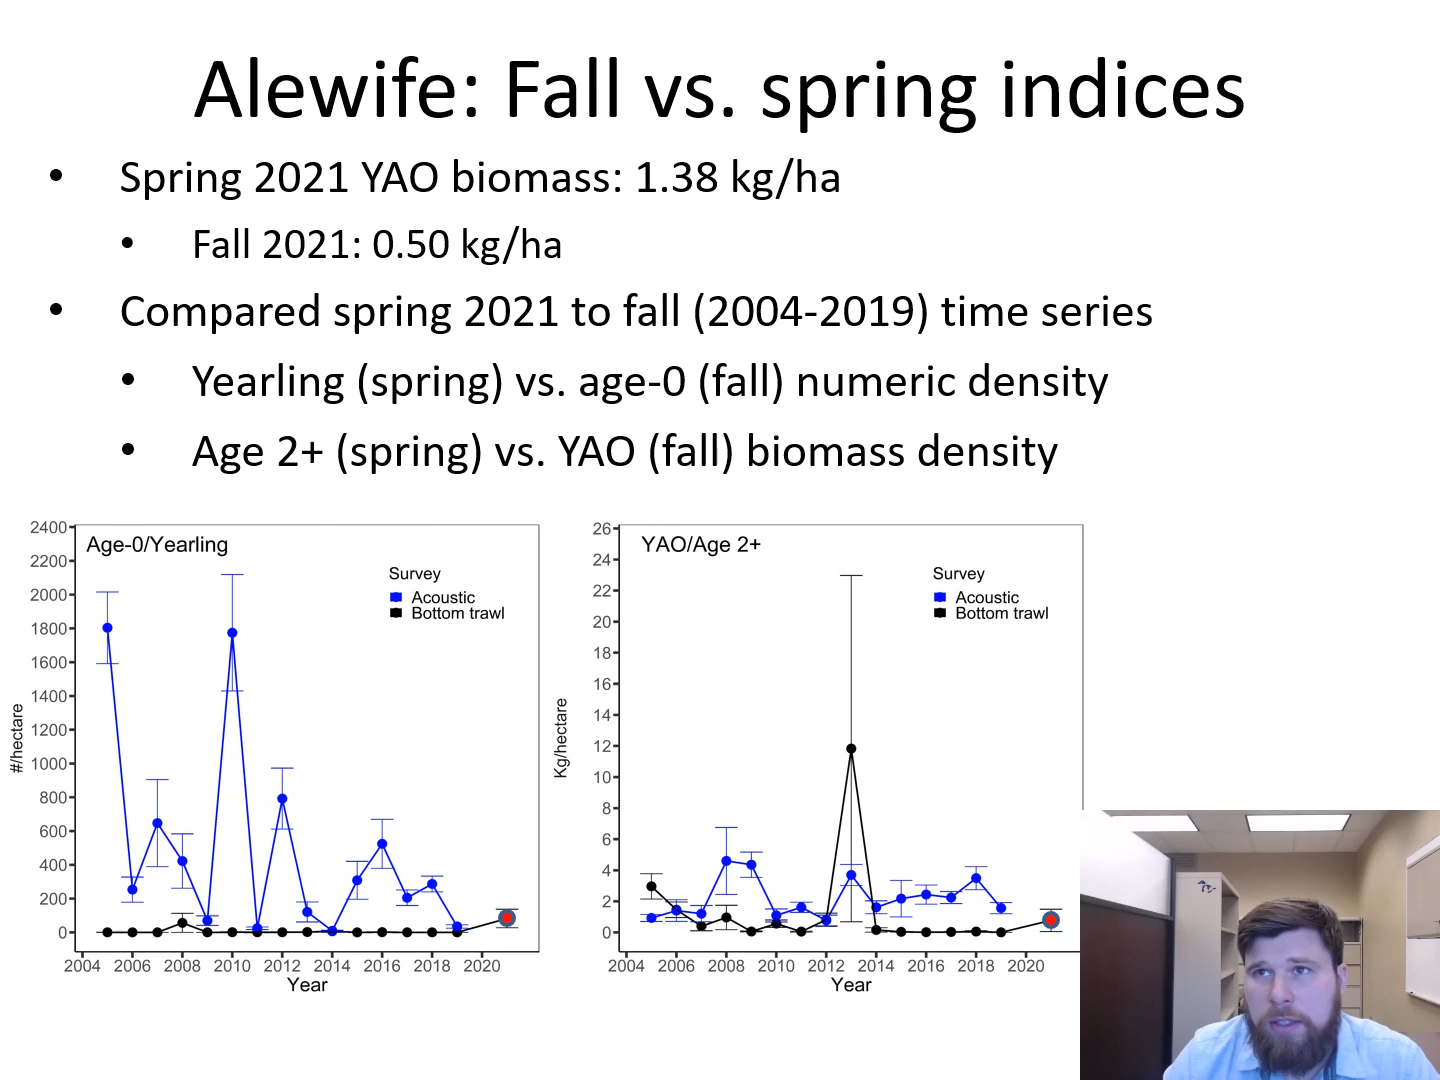 Alewife: Fall vs. spring indices
• Spring 2021 YAO biomass: 1.38 kg/ha
• Fall 2021: 0.50 kg/ha
• Compared spring 2021 to fall (2004-2019) time series
• Yearling (spring) vs. age-0 (fall) numeric density
• Age 2+ (spring) vs. YAO (fall) biomass density
Age-0/Yearling
Survey
Acoustic
Bottom trawl
#/hectare
2400
2200
2000
1800
1600
1400
1200
1000
800
600
400
200
0
2004 2006 2008 2010 2012 2014 2016 2018 2020
Year
YAO/Age 2+
Survey
Acoustic
Bottom trawl
Kg/hectare
26
24
22
20
18
16
14
12
10
8
6
4
2
0
2004 2006 2008 2010 2012 2014 2016 2018 2020
Year